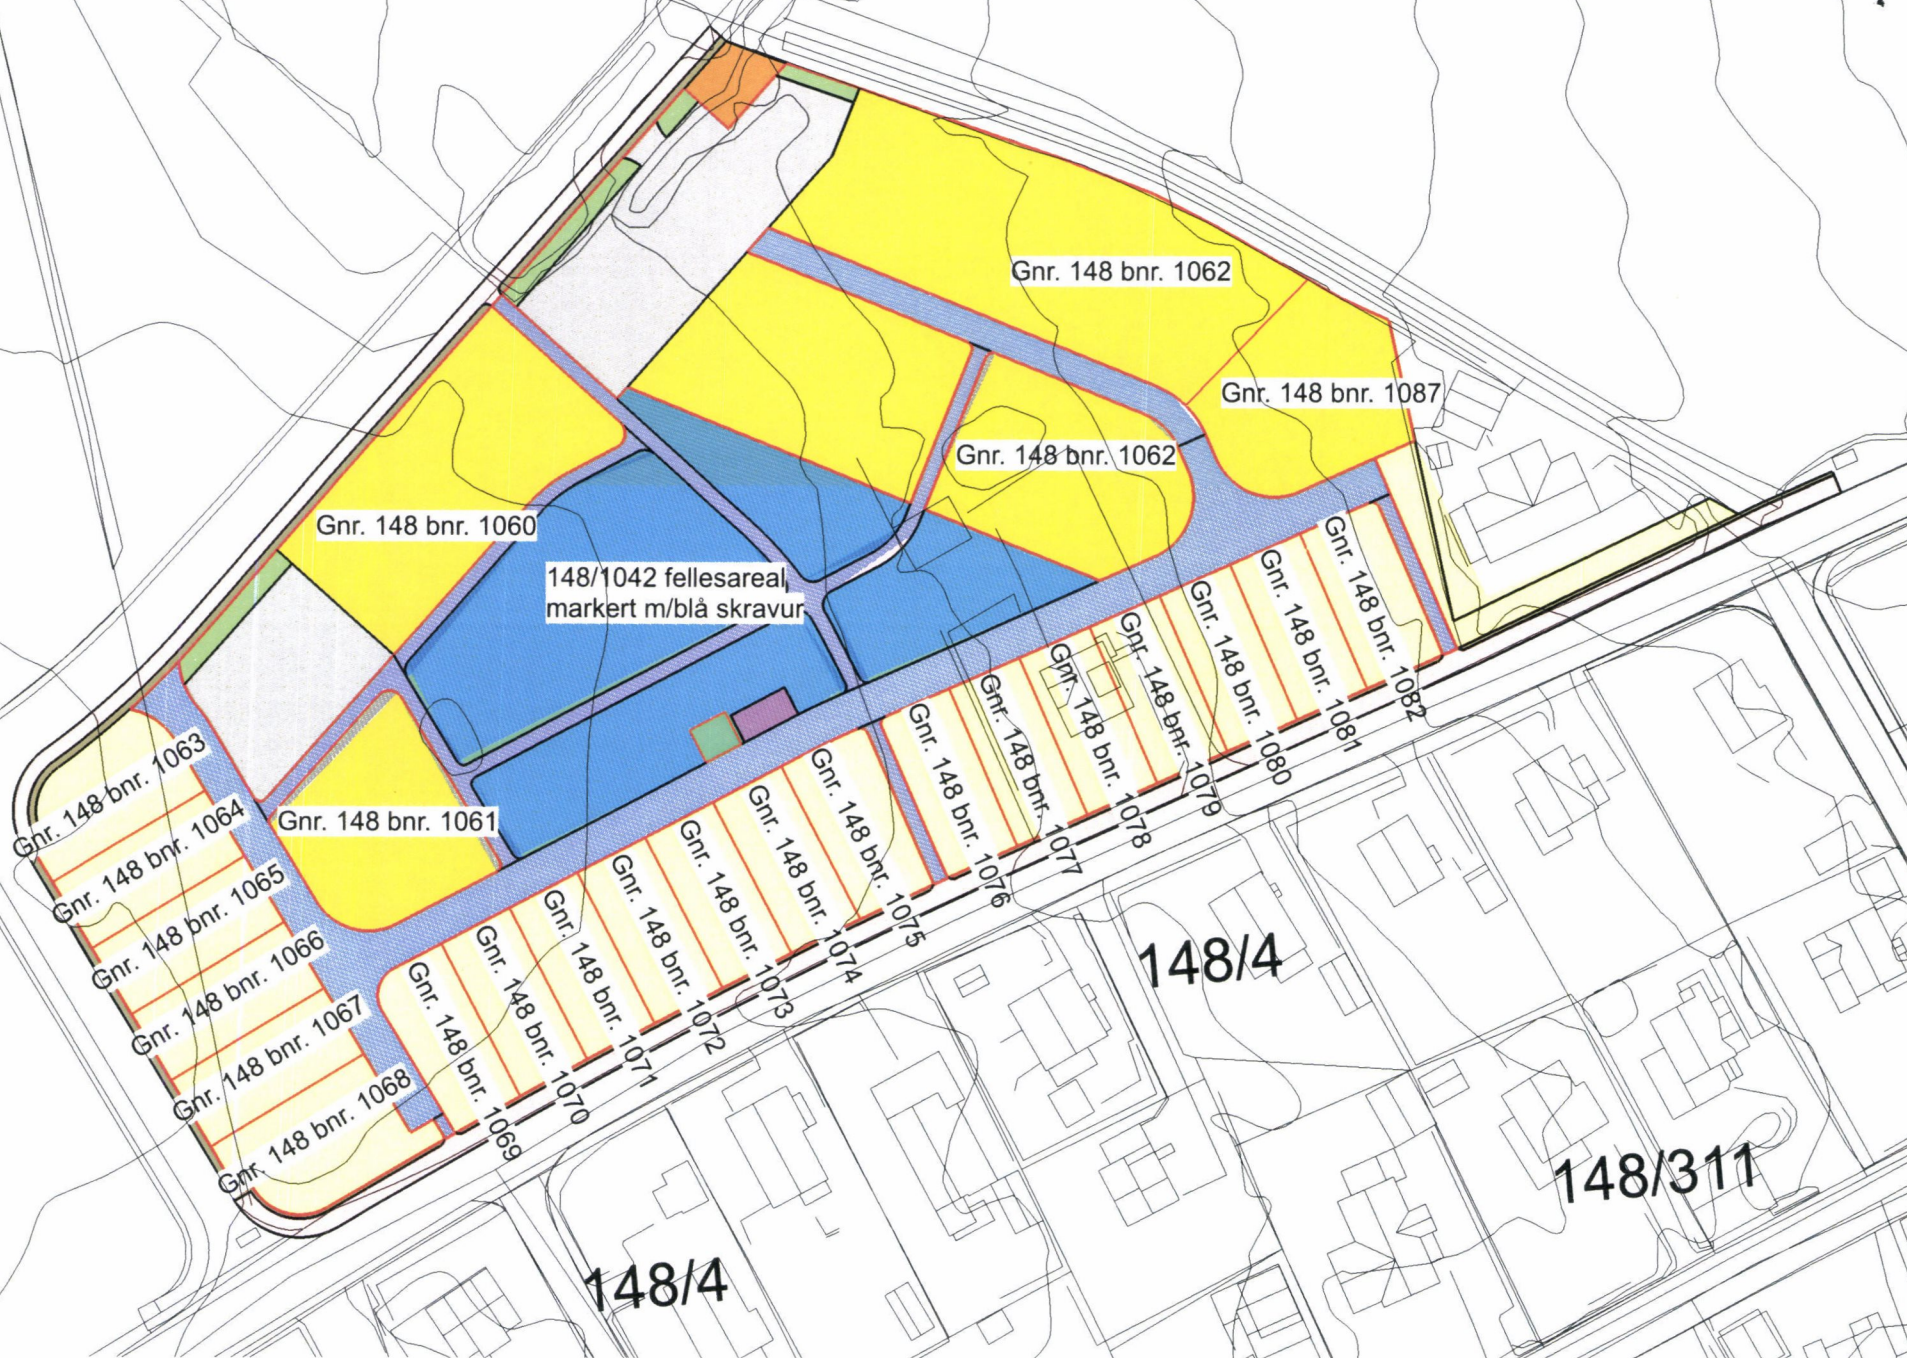 Gnr. 148 bnr. 1062
Gnr. 148 bnr. 1087
Gnr. 148 bnr. 1062
Gnr. 148 bnr. 1060
148/1042 fellesareal
markert m/blå skravur
Gnr. 148 bnr. 1061
Gnr. 148 bnr. 1063
Gnr. 148 bnr. 1064
Gnr. 148 bnr. 1065
Gnr. 148 bnr. 1066
Gnr. 148 bnr. 1067
Gnr. 148 bnr. 1068
Gnr. 148 bnr. 1069
Gnr. 148 bnr. 1070
Gnr. 148 bnr. 1071
Gnr. 148 bnr. 1072
Gnr. 148 bnr. 1073
Gnr. 148 bnr. 1074
Gnr. 148 bnr. 1075
Gnr. 148 bnr. 1076
Gnr. 148 bnr. 1077
Gnr. 148 bnr. 1078
Gnr. 148 bnr. 1079
Gnr. 148 bnr. 1080
Gnr. 148 bnr. 1081
Gnr. 148 bnr. 1082
148/4
148/311
148/4